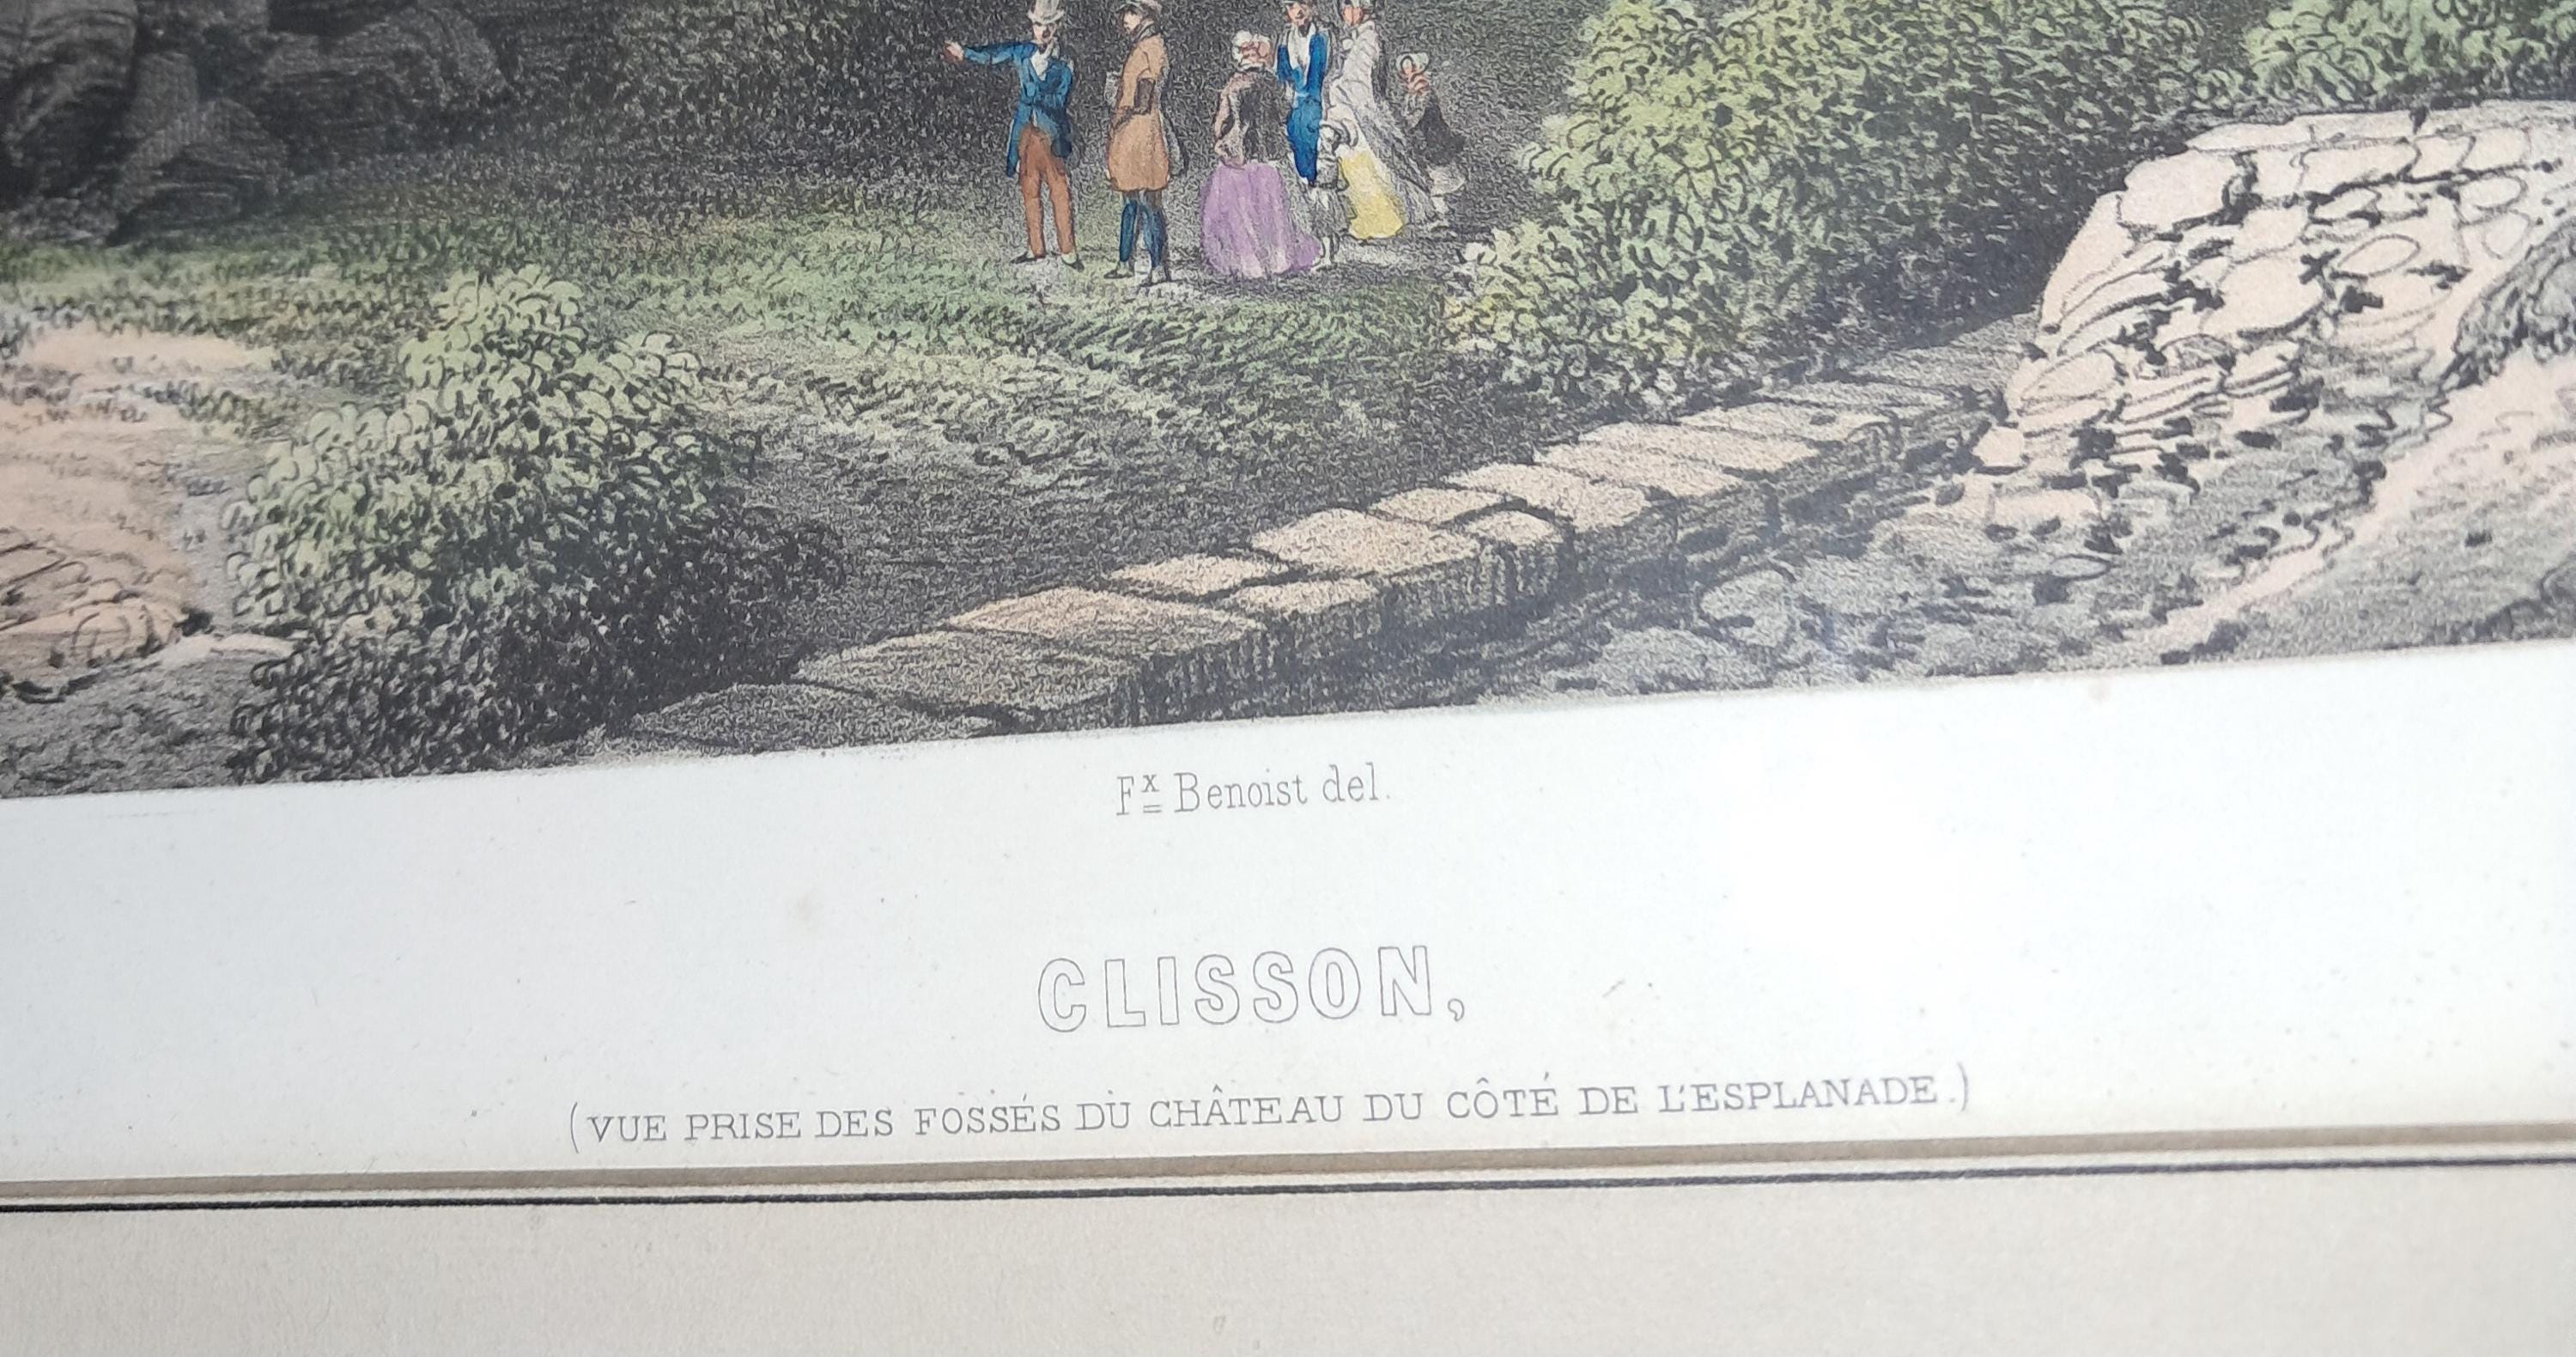 Fx Benoist del.
CLISSON,
(VUE PRISE DES FOSSÉS DU CHÂTEAU DU CÔTÉ DE L'ESPLANADE.)